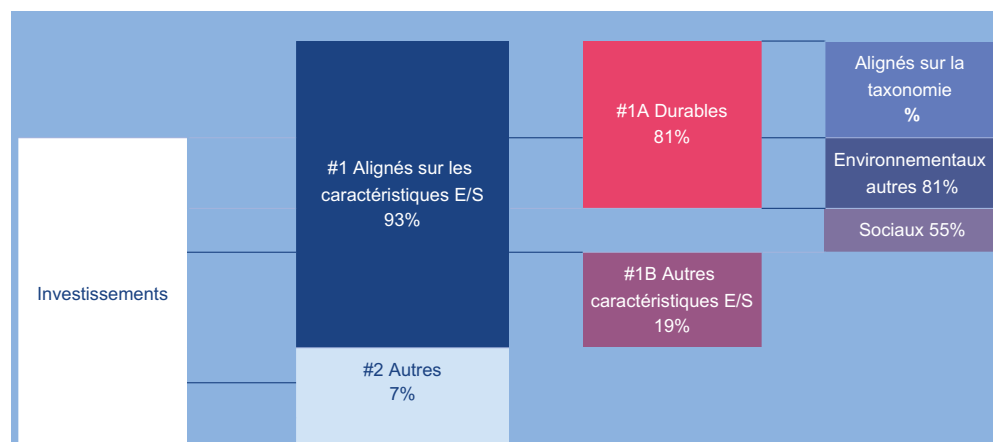 Investissements
#1 Alignés sur les
caractéristiques E/S
93%
#2 Autres
7%
#1A Durables
81%
#1B Autres
caractéristiques E/S
19%
Alignés sur la
taxonomie
%
Environnementaux
autres 81%
Sociaux 55%